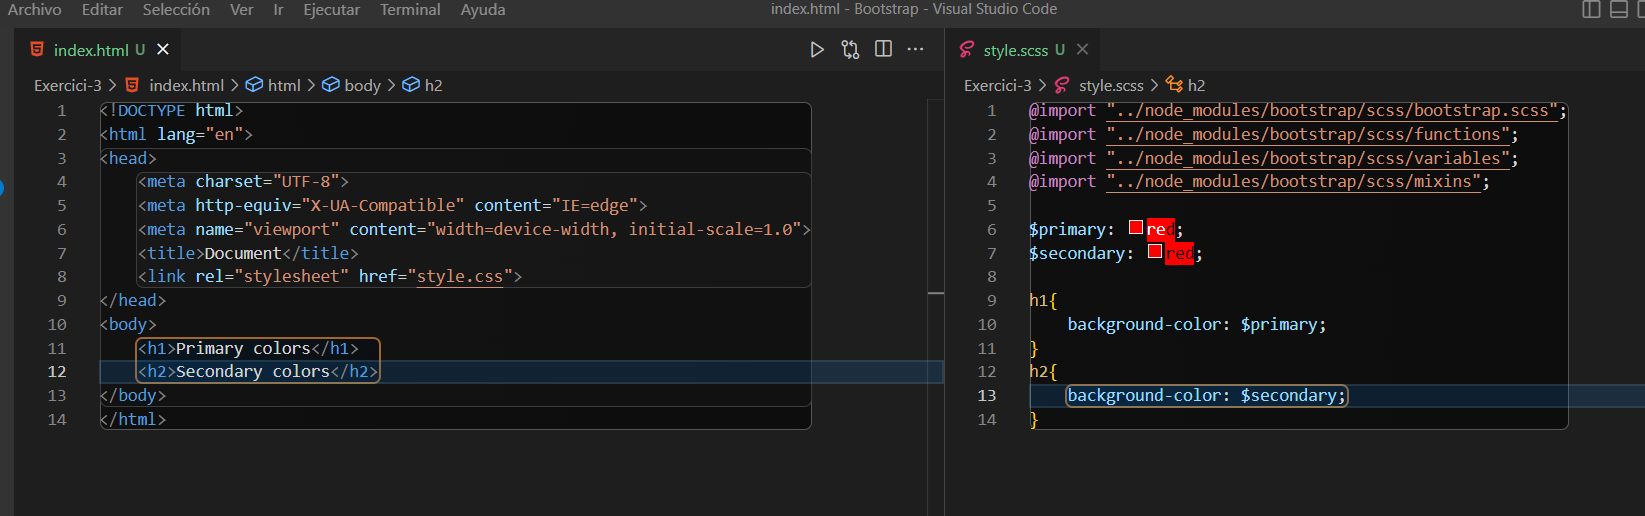 Archivo Editar Selección Ver Ir Ejecutar Terminal Ayuda index.html - Bootstrap - Visual Studio Code
index.html U
Exercici-3 > index.html > html > body > h2
1 <!DOCTYPE html>
2 <html lang="en">
3 <head>
4 <meta charset="UTF-8">
5 <meta http-equiv="X-UA-Compatible" content="IE=edge">
6 <meta name="viewport" content="width=device-width, initial-scale=1.0">
7 <title>Document</title>
8 <link rel="stylesheet" href="style.css">
9 </head>
10 <body>
11 <h1>Primary colors</h1>
12 <h2>Secondary colors</h2>
13 </body>
14 </html>
style.scss U
Exercici-3 > style.scss > h2
1 @import "../node_modules/bootstrap/scss/bootstrap.scss";
2 @import "../node_modules/bootstrap/scss/functions";
3 @import "../node_modules/bootstrap/scss/variables";
4 @import "../node_modules/bootstrap/scss/mixins";
5
6 $primary: red;
7 $secondary: red;
8
9 h1{
10 background-color: $primary;
11 }
12 h2{
13 background-color: $secondary;
14 }